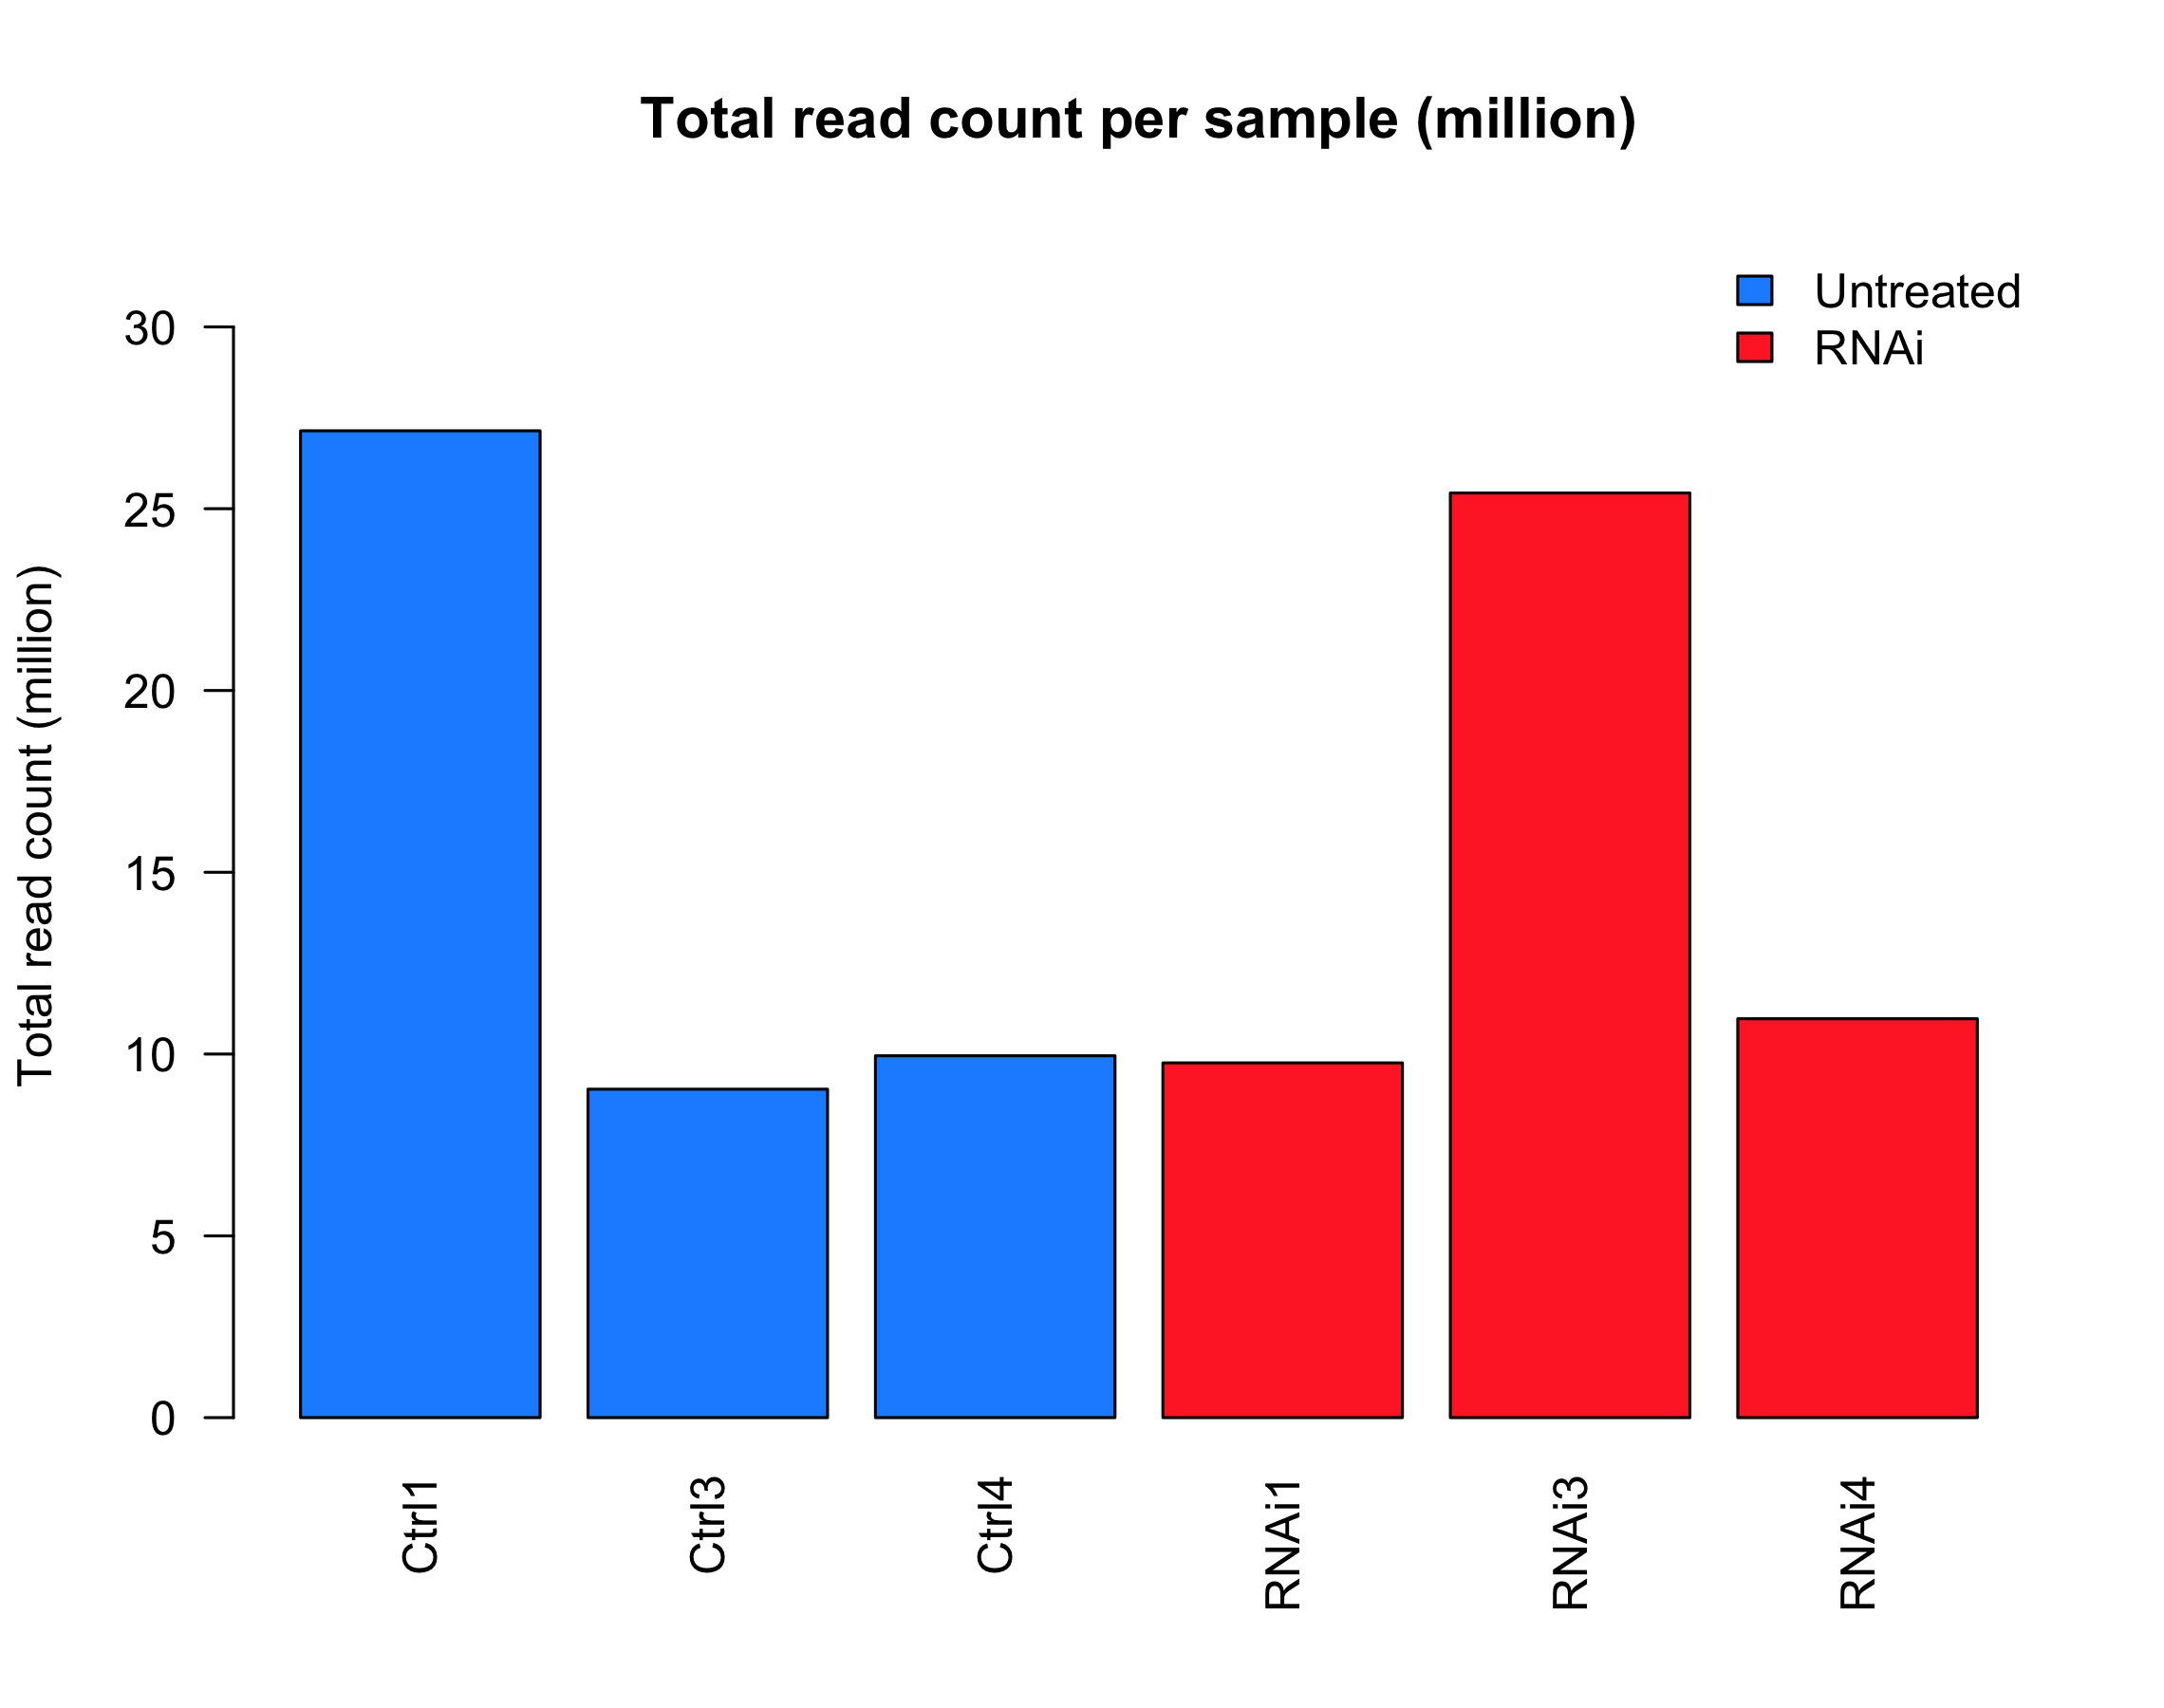 Total read count per sample (million)
Untreated
RNAi
30
25
20
15
10
5
0
Total read count (million)
Ctrl1
Ctrl3
Ctrl4
RNAi1
RNAi3
RNAi4